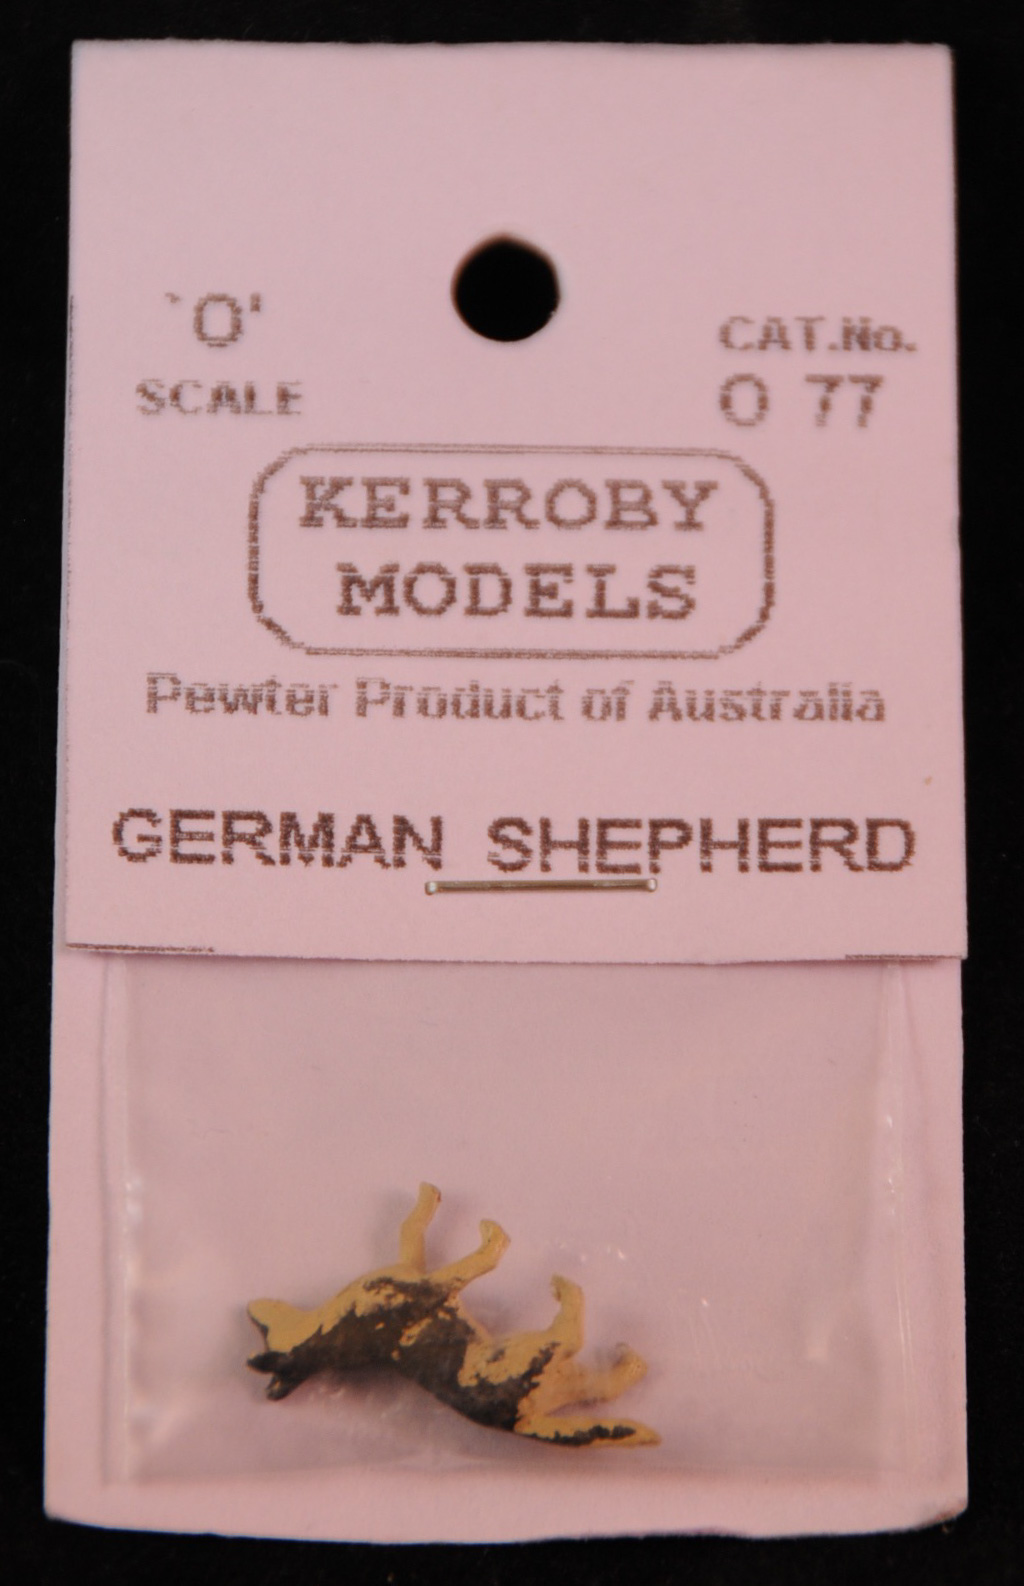 `O'
SCALE
CAT.No.
O 77
KERROBY
MODELS
Pewter Product of Australia
GERMAN SHEPHERD